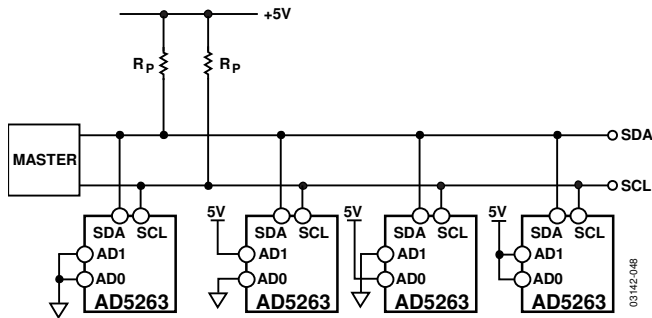 +5V
RP RP
SDA
MASTER
SCL
5V 5V 5V
SDA SCL SDA SCL SDA SCL SDA SCL
AD1 AD1 AD1 AD1
AD0 AD0 AD0 AD0
AD5263 AD5263 AD5263 AD5263
03142-048